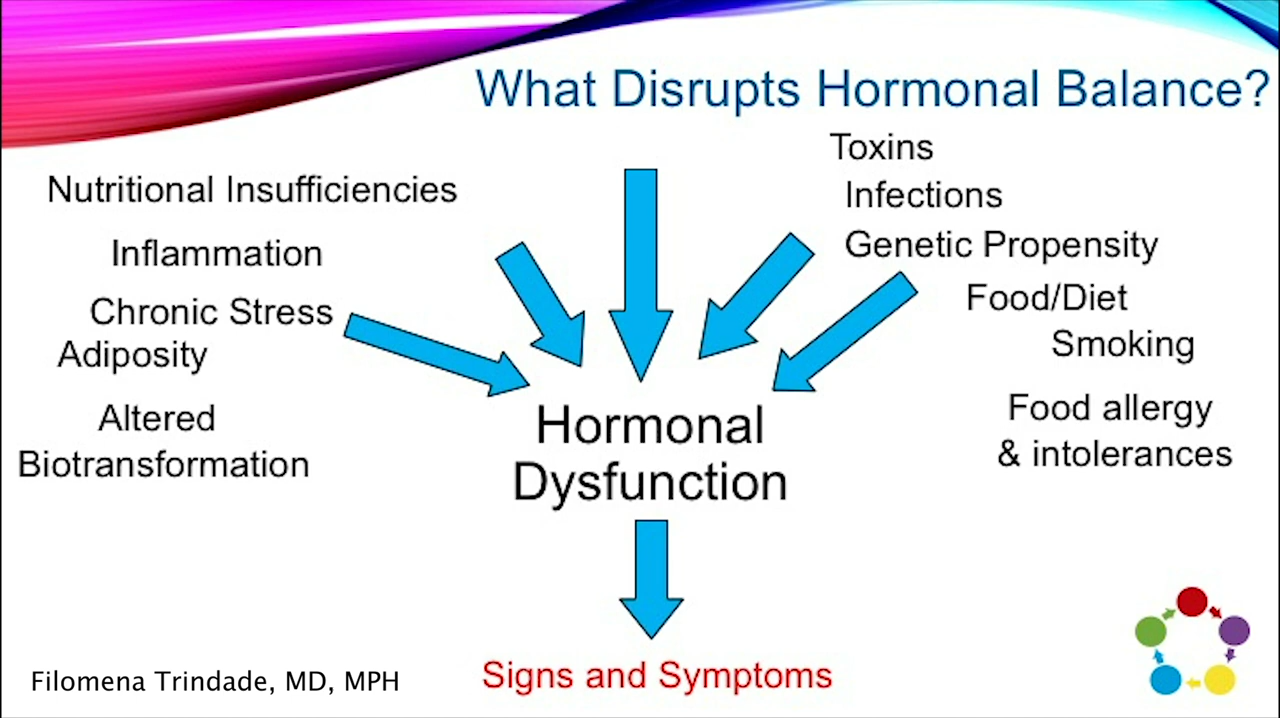 What Disrupts Hormonal Balance?
Nutritional Insufficiencies
Inflammation
Chronic Stress
Adiposity
Altered
Biotransformation
Toxins
Infections
Genetic Propensity
Food/Diet
Smoking
Food allergy
& intolerances
Hormonal
Dysfunction
Signs and Symptoms
Filomena Trindade, MD, MPH